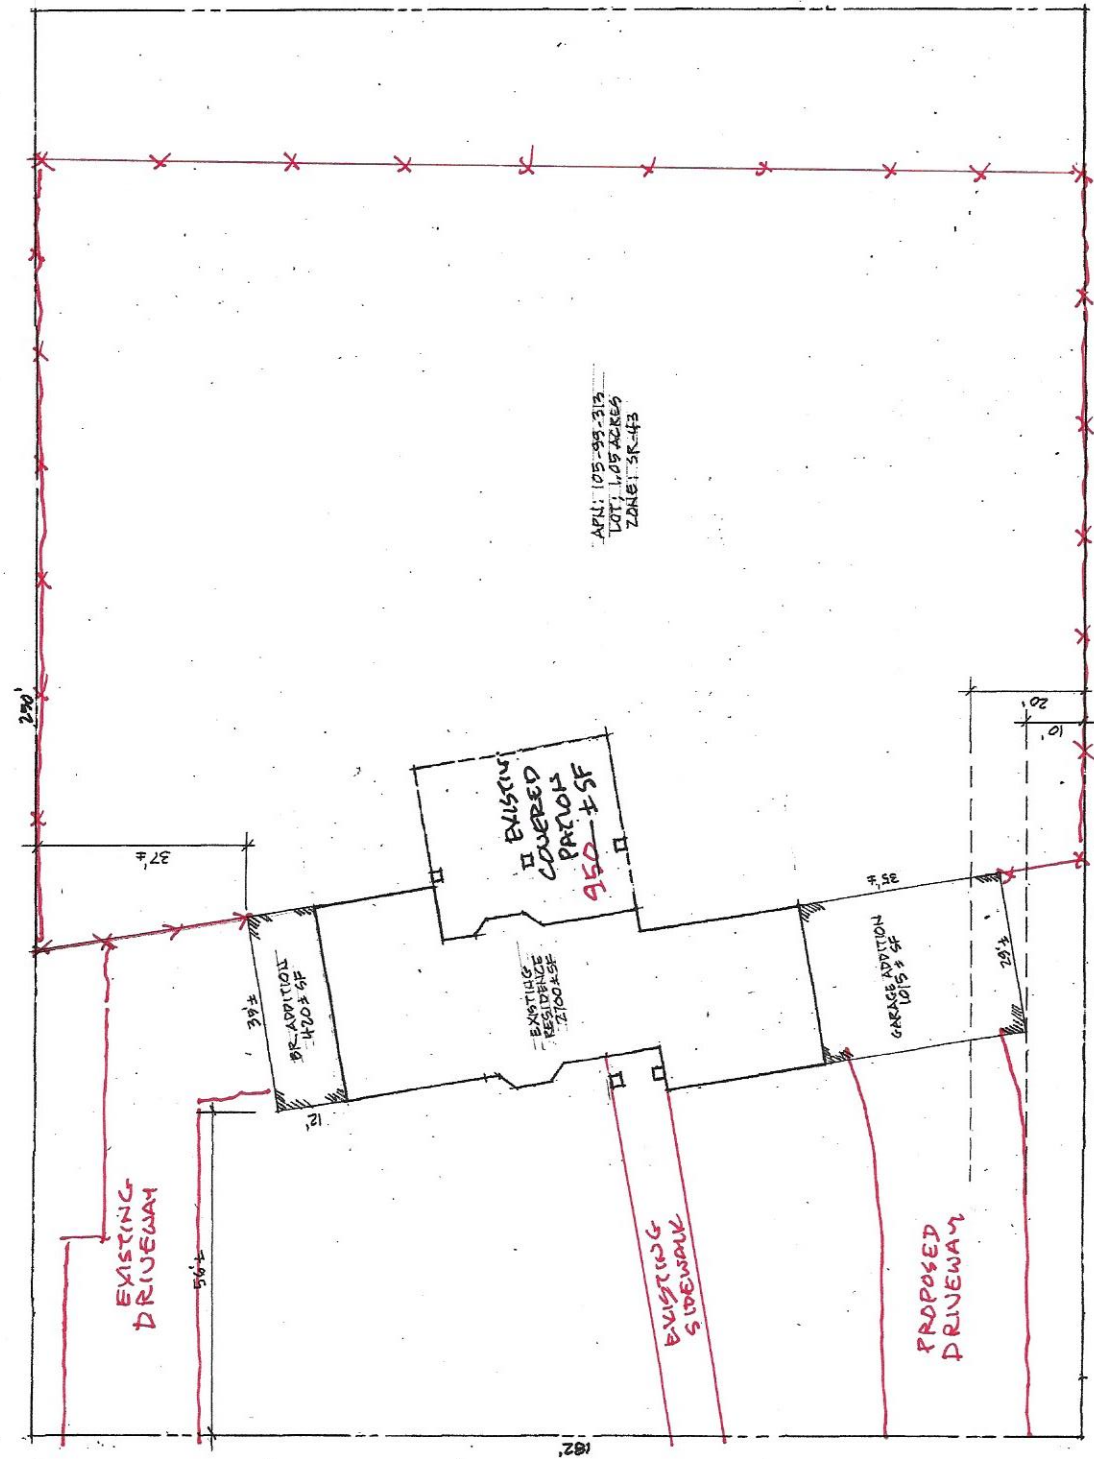 250'
37'±
39'±
BR. ADDITION
420± SF
12'
EXISTING
DRIVEWAY
56'±
EXISTING
COVERED
PATION
950-±SF
EXISTING
RESIDENCE
2700±SF
APN: 105-99-313
LOT: 1.05 ACRES
ZONE: SR-43
35'±
GARAGE ADDITION
1015± SF
29'±
20'
10'
EXISTING
SIDEWALK
PROPOSED
DRIVEWAY
182'